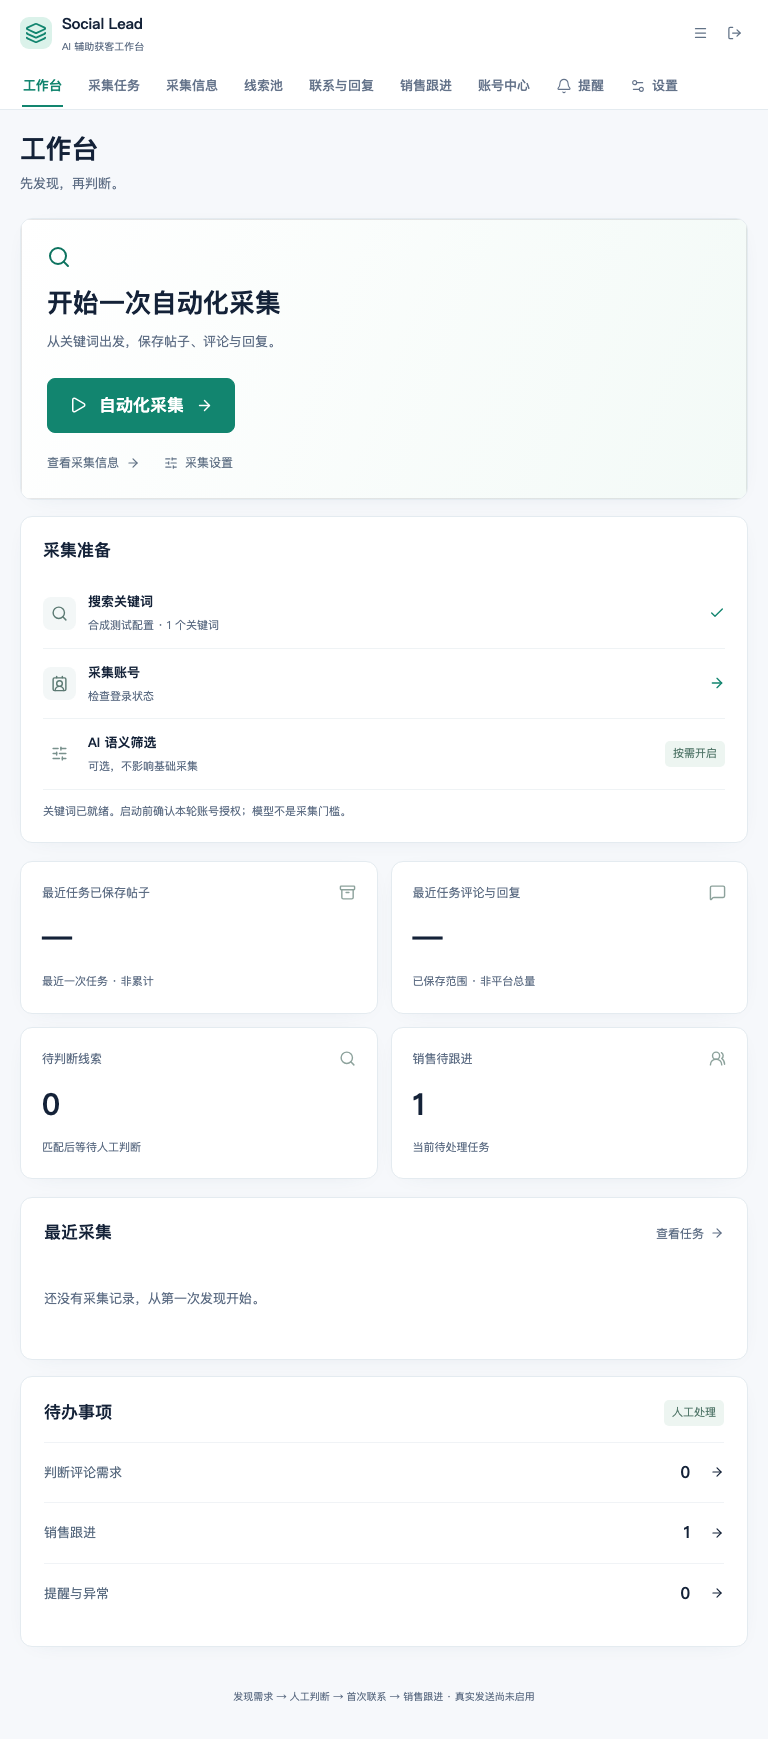 Social Lead
AI 辅助获客工作台
工作台 采集任务 采集信息 线索池 联系与回复 销售跟进 账号中心 提醒 设置
工作台
先发现，再判断。
开始一次自动化采集
从关键词出发，保存帖子、评论与回复。
自动化采集
查看采集信息 采集设置
采集准备
搜索关键词
合成测试配置 · 1 个关键词
采集账号
检查登录状态
AI 语义筛选
可选，不影响基础采集
按需开启
关键词已就绪。启动前确认本轮账号授权；模型不是采集门槛。
最近任务已保存帖子
—
最近一次任务 · 非累计
最近任务评论与回复
—
已保存范围 · 非平台总量
待判断线索
0
匹配后等待人工判断
销售待跟进
1
当前待处理任务
最近采集
查看任务
还没有采集记录，从第一次发现开始。
待办事项
人工处理
判断评论需求 0
销售跟进 1
提醒与异常 0
发现需求 → 人工判断 → 首次联系 → 销售跟进 · 真实发送尚未启用